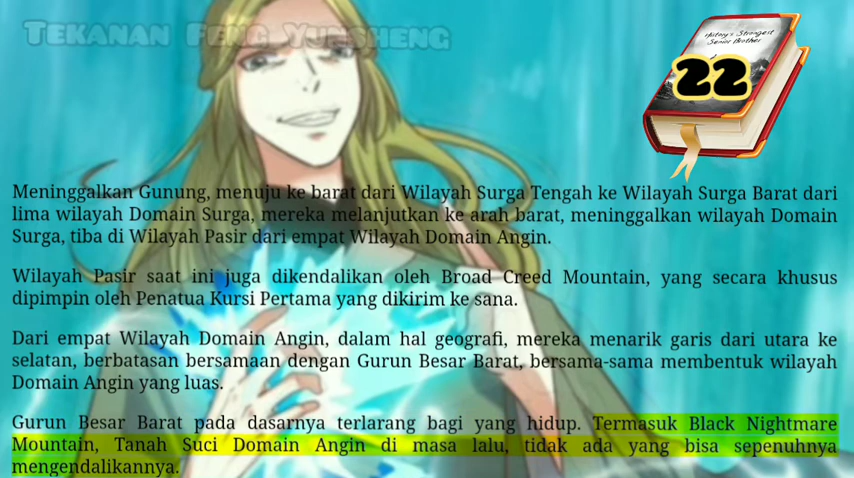 Tekanan Feng Yunsheng
History's Strongest
Senior Brother
22
Meninggalkan Gunung, menuju ke barat dari Wilayah Surga Tengah ke Wilayah Surga Barat dari
lima wilayah Domain Surga, mereka melanjutkan ke arah barat, meninggalkan wilayah Domain
Surga, tiba di Wilayah Pasir dari empat Wilayah Domain Angin.
Wilayah Pasir saat ini juga dikendalikan oleh Broad Creed Mountain, yang secara khusus
dipimpin oleh Penatua Kursi Pertama yang dikirim ke sana.
Dari empat Wilayah Domain Angin, dalam hal geografi, mereka menarik garis dari utara ke
selatan, berbatasan bersamaan dengan Gurun Besar Barat, bersama-sama membentuk wilayah
Domain Angin yang luas.
Gurun Besar Barat pada dasarnya terlarang bagi yang hidup. Termasuk Black Nightmare
Mountain, Tanah Suci Domain Angin di masa lalu, tidak ada yang bisa sepenuhnya
mengendalikannya.